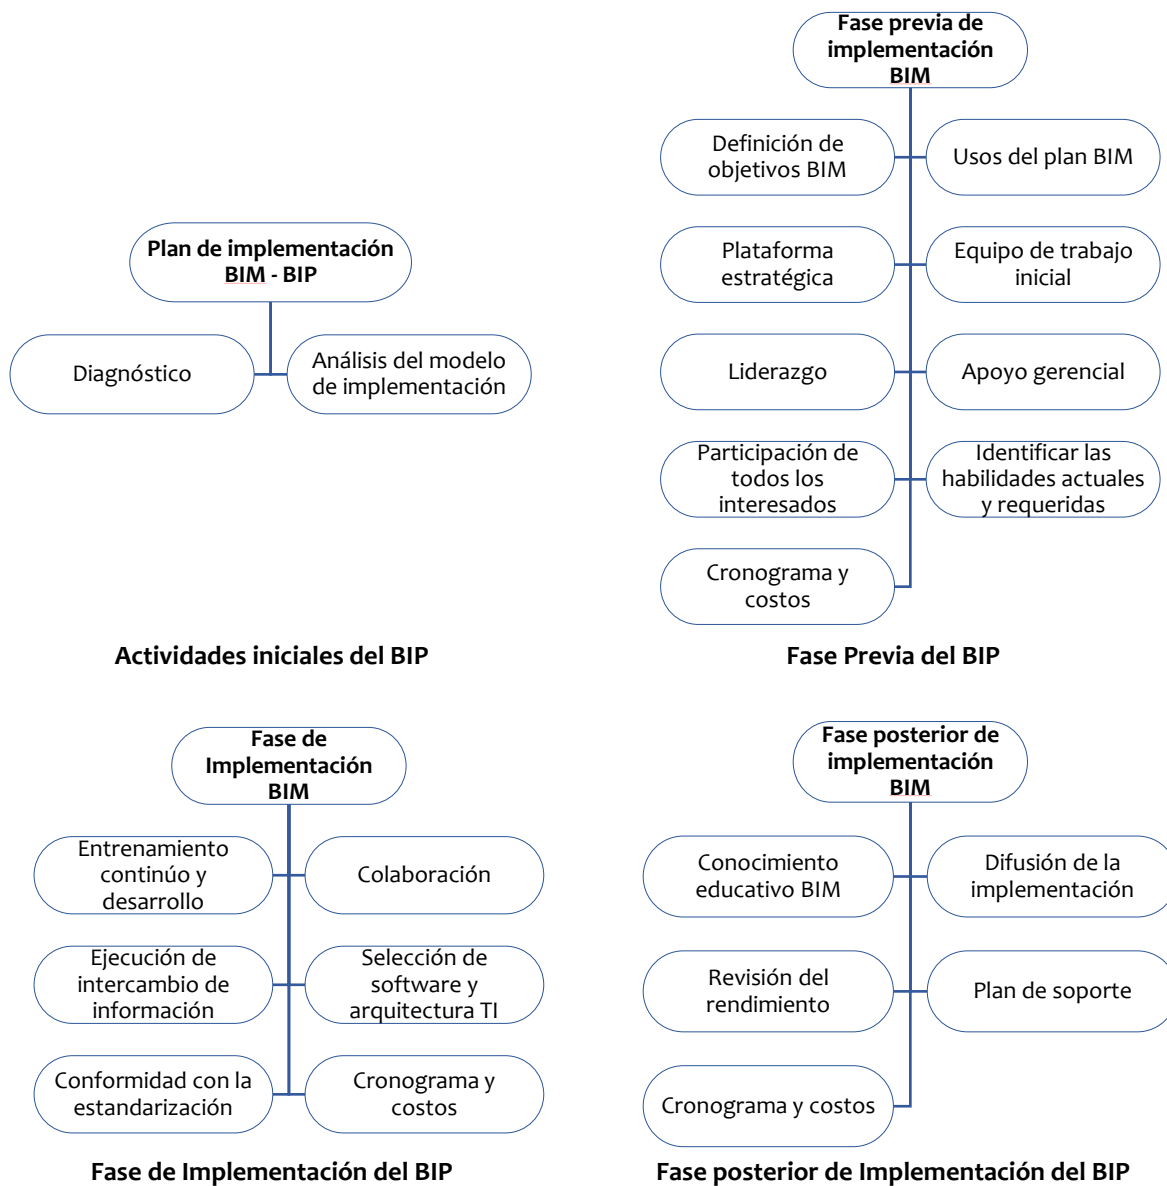 Plan de implementación
BIM - BIP
Diagnóstico
Análisis del modelo
de implementación
Actividades iniciales del BIP
Fase previa de
implementación
BIM
Definición de
objetivos BIM
Usos del plan BIM
Plataforma
estratégica
Equipo de trabajo
inicial
Liderazgo
Apoyo gerencial
Participación de
todos los
interesados
Identificar las
habilidades actuales
y requeridas
Cronograma y
costos
Fase Previa del BIP
Fase de
Implementación
BIM
Entrenamiento
continúo y
desarrollo
Colaboración
Ejecución de
intercambio de
información
Selección de
software y
arquitectura TI
Conformidad con la
estandarización
Cronograma y
costos
Fase de Implementación del BIP
Fase posterior de
implementación
BIM
Conocimiento
educativo BIM
Difusión de la
implementación
Revisión del
rendimiento
Plan de soporte
Cronograma y costos
Fase posterior de Implementación del BIP